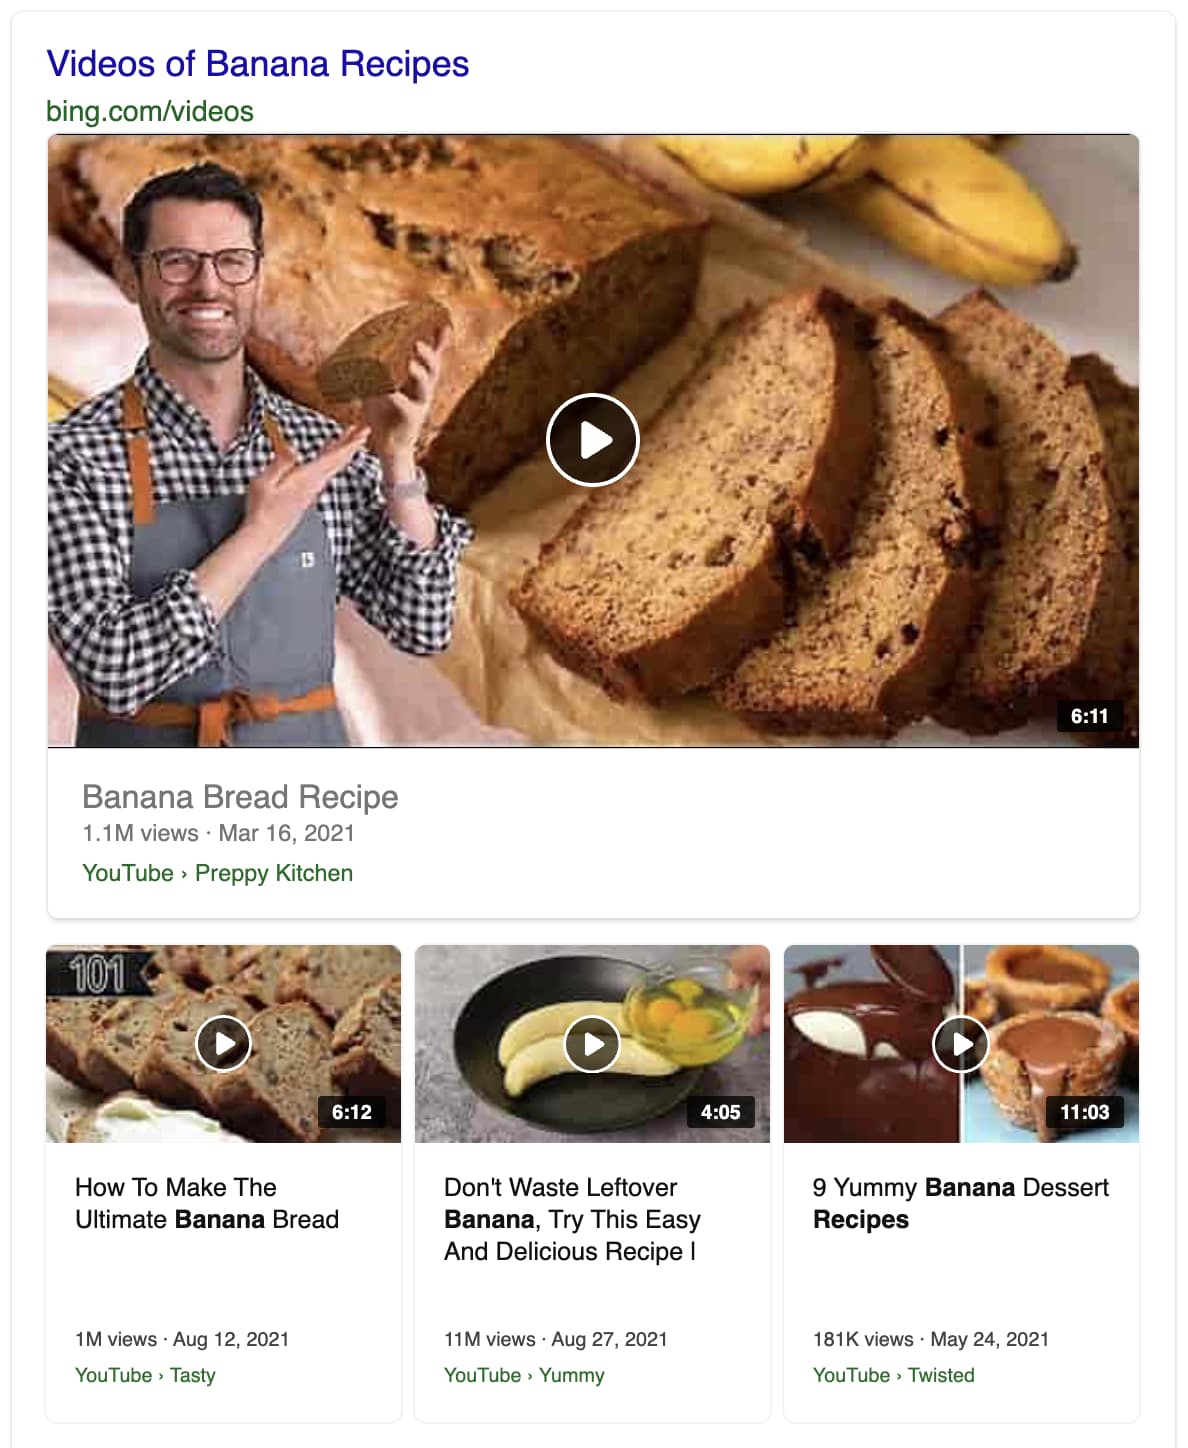 Videos of Banana Recipes
bing.com/videos
6:11
Banana Bread Recipe
1.1M views · Mar 16, 2021
YouTube › Preppy Kitchen
101
6:12
How To Make The
Ultimate Banana Bread
1M views · Aug 12, 2021
YouTube › Tasty
4:05
Don't Waste Leftover
Banana, Try This Easy
And Delicious Recipe |
11M views · Aug 27, 2021
YouTube › Yummy
11:03
9 Yummy Banana Dessert
Recipes
181K views · May 24, 2021
YouTube › Twisted